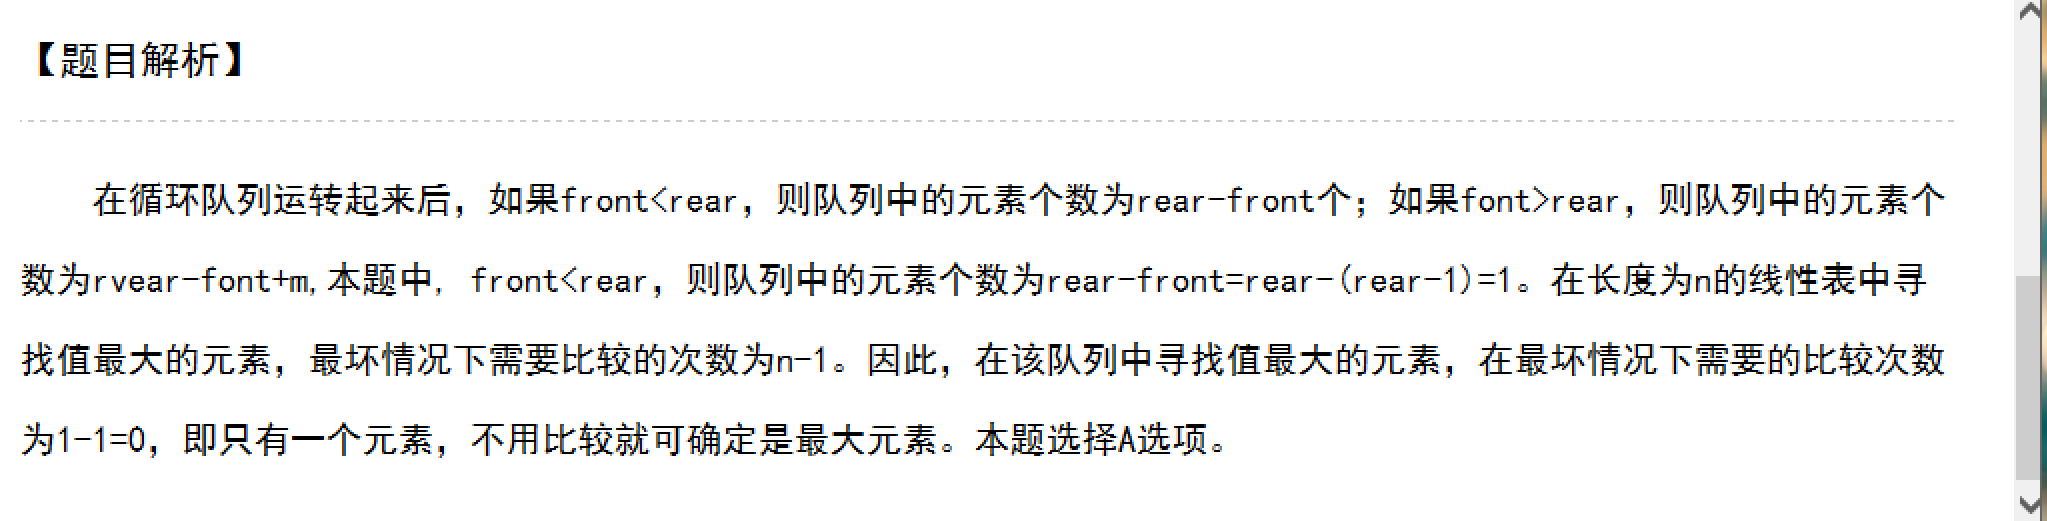 【题目解析】
在循环队列运转起来后，如果front<rear，则队列中的元素个数为rear-front个；如果font>rear，则队列中的元素个
数为rvear-font+m,本题中, front<rear，则队列中的元素个数为rear-front=rear-(rear-1)=1。在长度为n的线性表中寻
找值最大的元素，最坏情况下需要比较的次数为n-1。因此，在该队列中寻找值最大的元素，在最坏情况下需要的比较次数
为1-1=0，即只有一个元素，不用比较就可确定是最大元素。本题选择A选项。